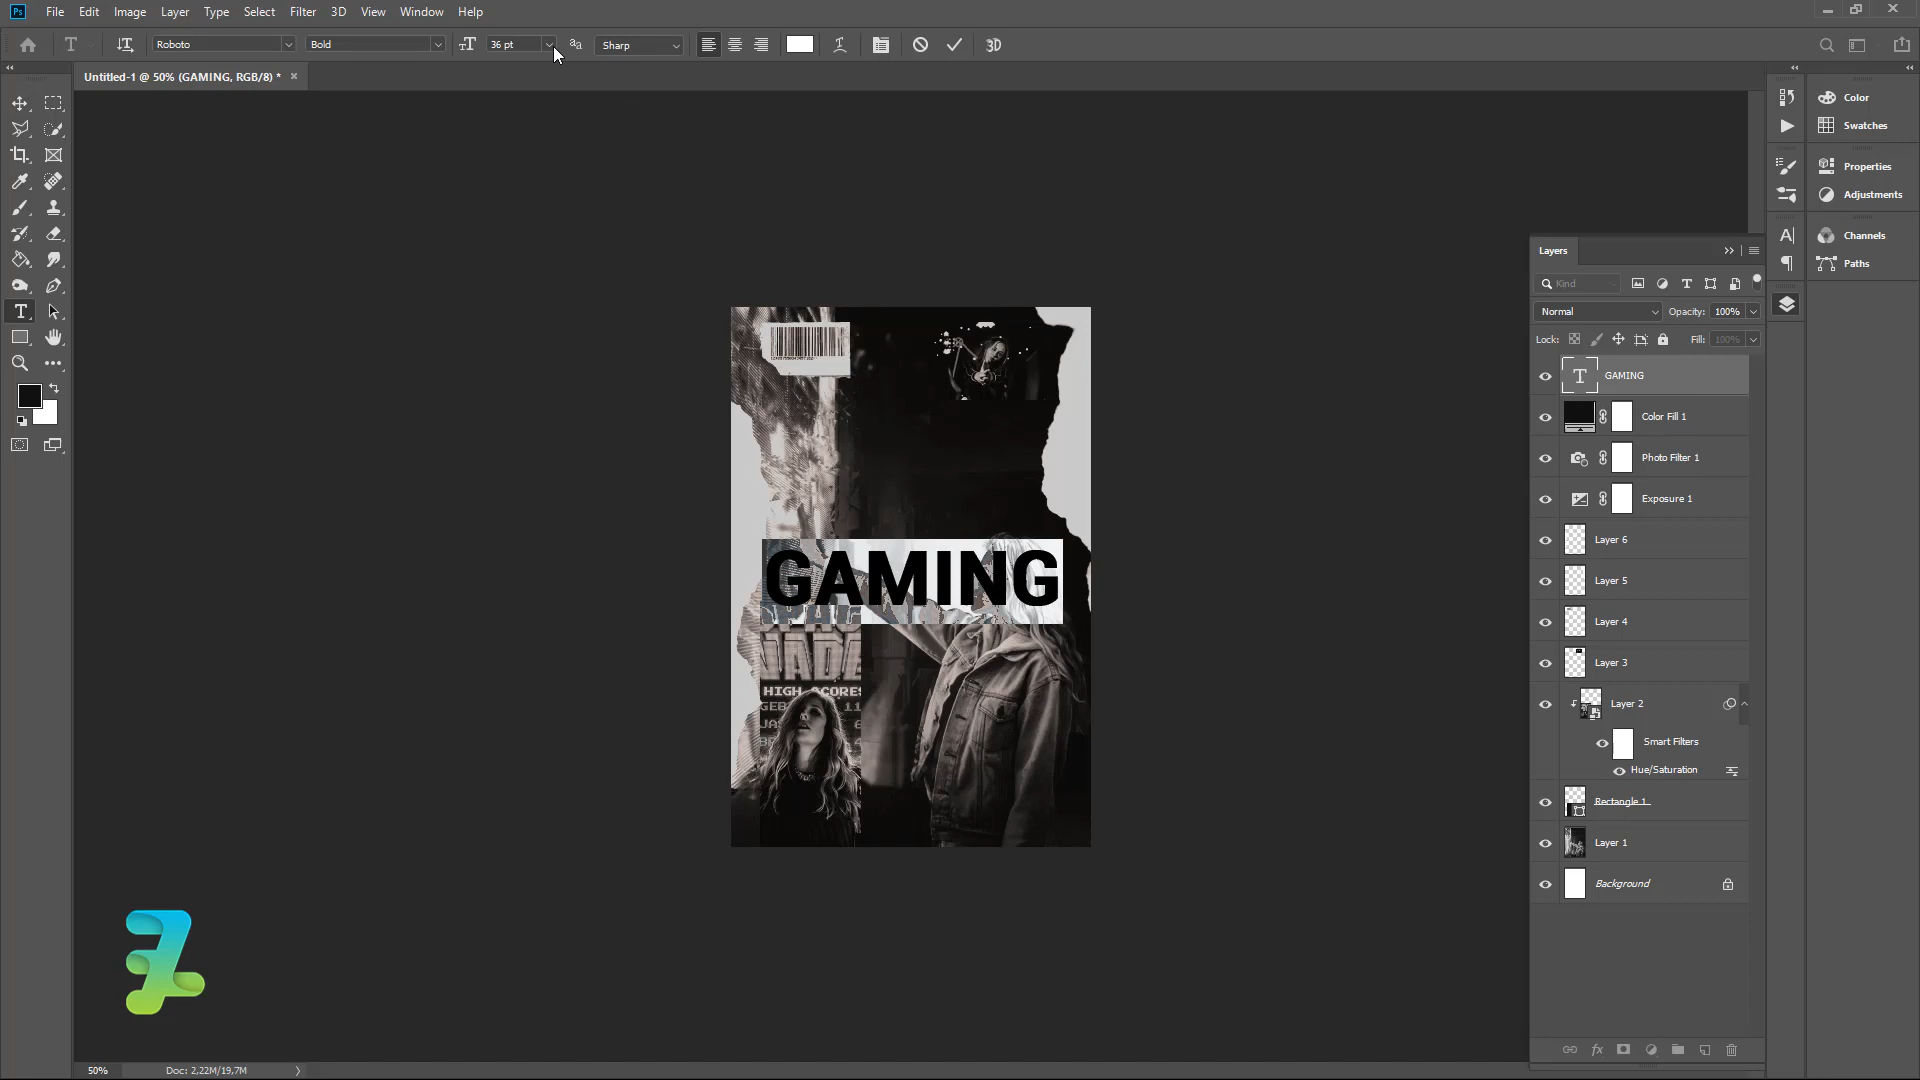 Ps File Edit Image Layer Type Select Filter 3D View Window Help
T Roboto Bold 36 pt Sharp 3D
Untitled-1 @ 50% (GAMING, RGB/8) *
Color
Swatches
Properties
Adjustments
Channels
Paths
Layers
Kind
Normal Opacity: 100%
Lock: Fill: 100%
GAMING
Color Fill 1
Photo Filter 1
Exposure 1
Layer 6
Layer 5
Layer 4
Layer 3
Layer 2
Smart Filters
Hue/Saturation
Rectangle 1
Layer 1
Background
GAMING
HIGH SCORES
50% Doc: 2,22M/19,7M